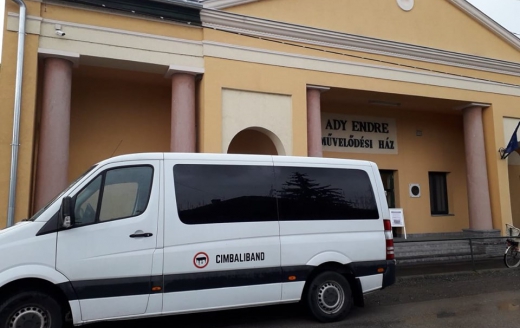 ADY ENDRE
MŰVELŐDÉSI HÁZ
CIMBALIBAND